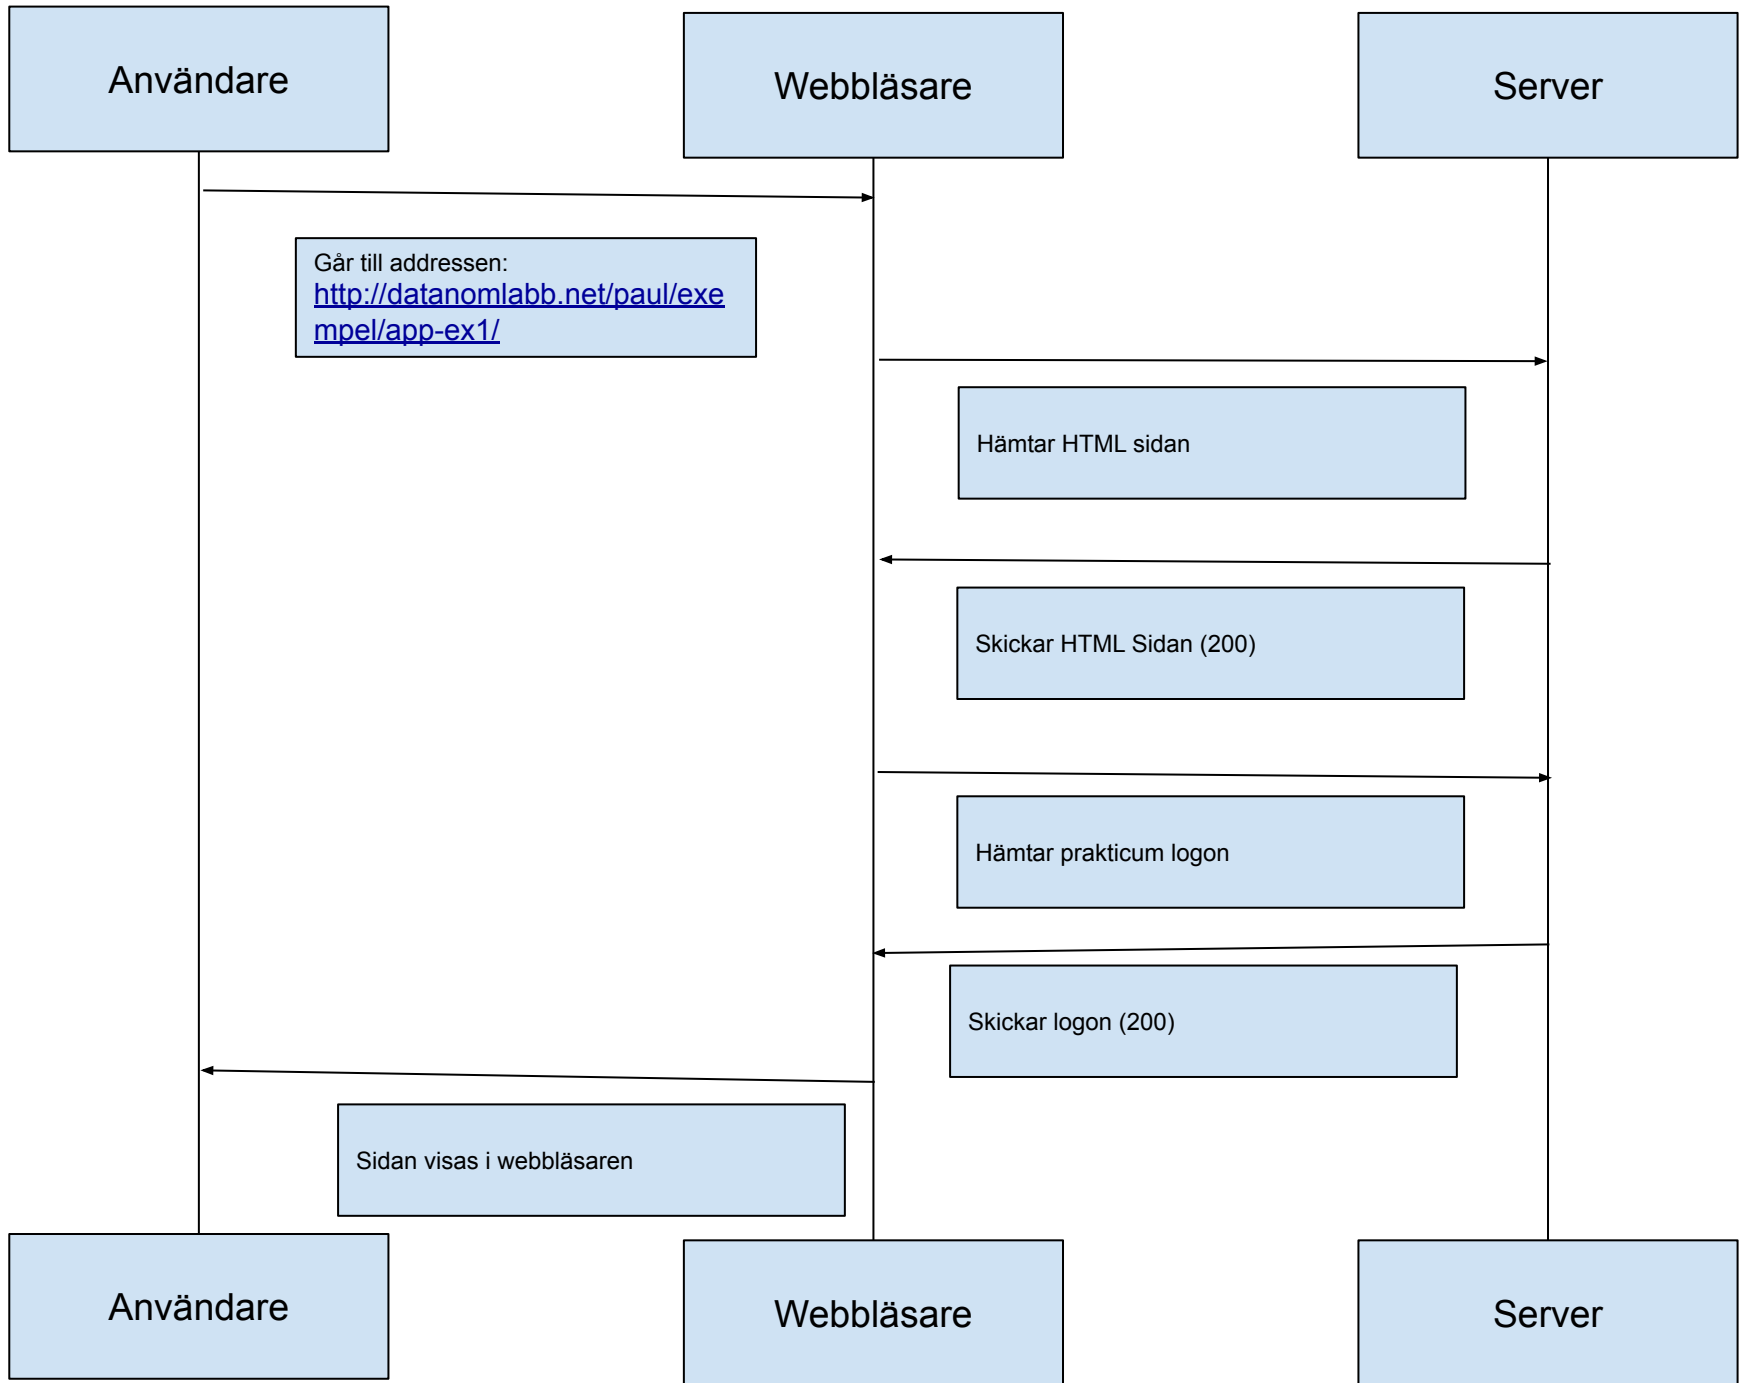 Användare
Webbläsare
Server
Går till addressen:
http://datanomlabb.net/paul/exe
mpel/app-ex1/
Hämtar HTML sidan
Skickar HTML Sidan (200)
Hämtar prakticum logon
Skickar logon (200)
Sidan visas i webbläsaren
Användare
Webbläsare
Server